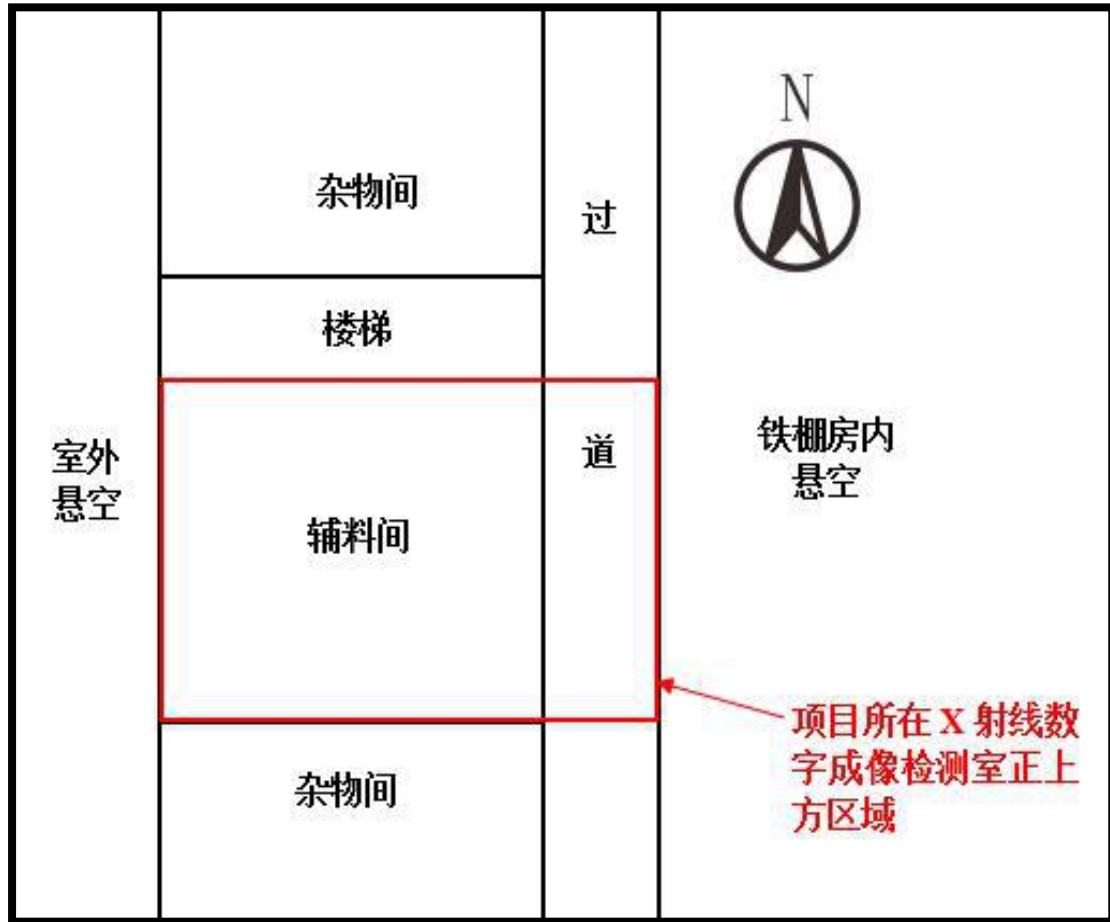 N
杂物间
过
楼梯
道
铁棚房内
悬空
室外
悬空
辅料间
项目所在 X 射线数
字成像检测室正上
方区域
杂物间